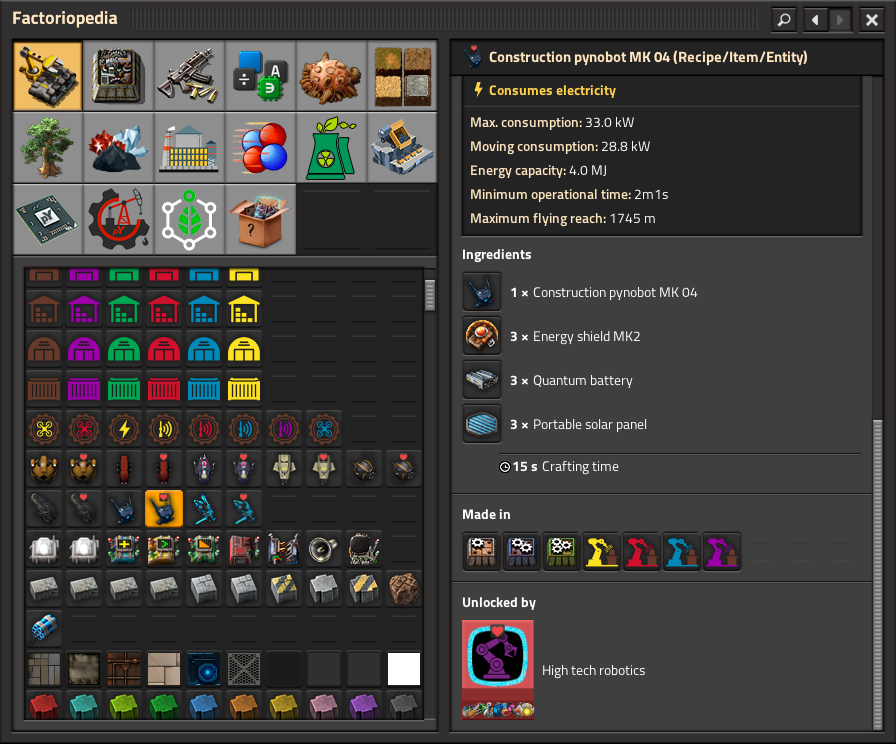 Factoriopedia
Construction pynobot MK 04 (Recipe/Item/Entity)
Consumes electricity
Max. consumption: 33.0 kW
Moving consumption: 28.8 kW
Energy capacity: 4.0 MJ
Minimum operational time: 2m1s
Maximum flying reach: 1745 m
Ingredients
1 × Construction pynobot MK 04
3 × Energy shield MK2
3 × Quantum battery
3 × Portable solar panel
15 s Crafting time
Made in
Unlocked by
High tech robotics